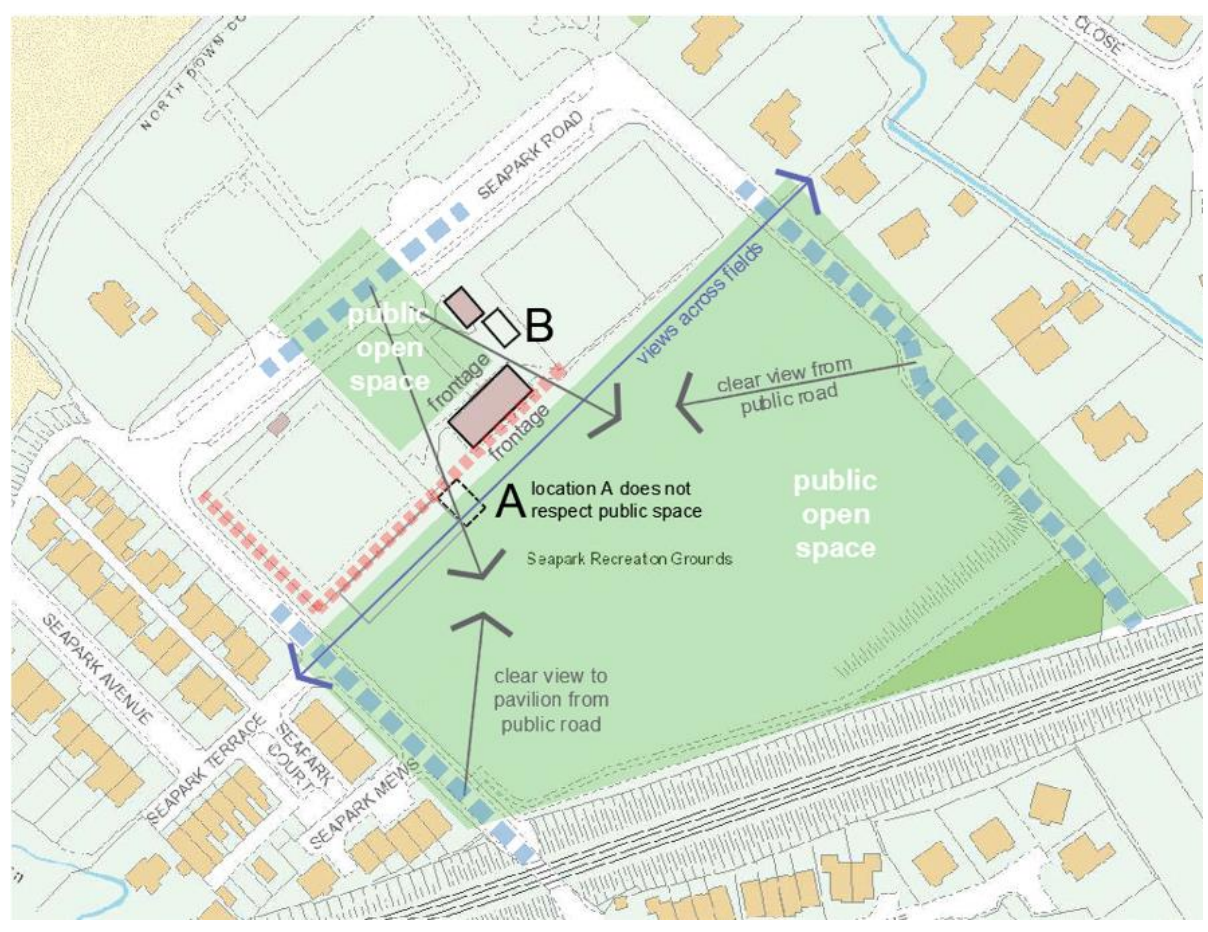 CLOSE
NORTH DOWN CO
SEAPARK ROAD
views across fields
public
open
space
B
frontage
frontage
clear view from
public road
A
location A does not
respect public space
public
open
space
Seapark Recreation Grounds
clear view to
pavilion from
public road
SEAPARK AVENUE
SEAPARK TERRACE
SEAPARK
COURT
SEAPARK MEWS